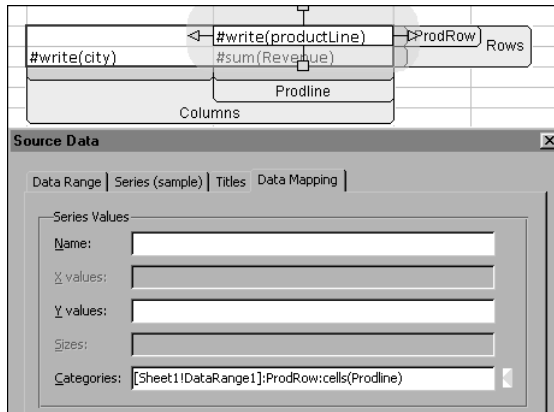 #write(productLine) ProdRow Rows
#write(city) #sum(Revenue)
Prodline
Columns
Source Data
Data Range Series (sample) Titles Data Mapping
Series Values
Name:
X values:
Y values:
Sizes:
Categories: [Sheet1!DataRange1]:ProdRow:cells(Prodline)